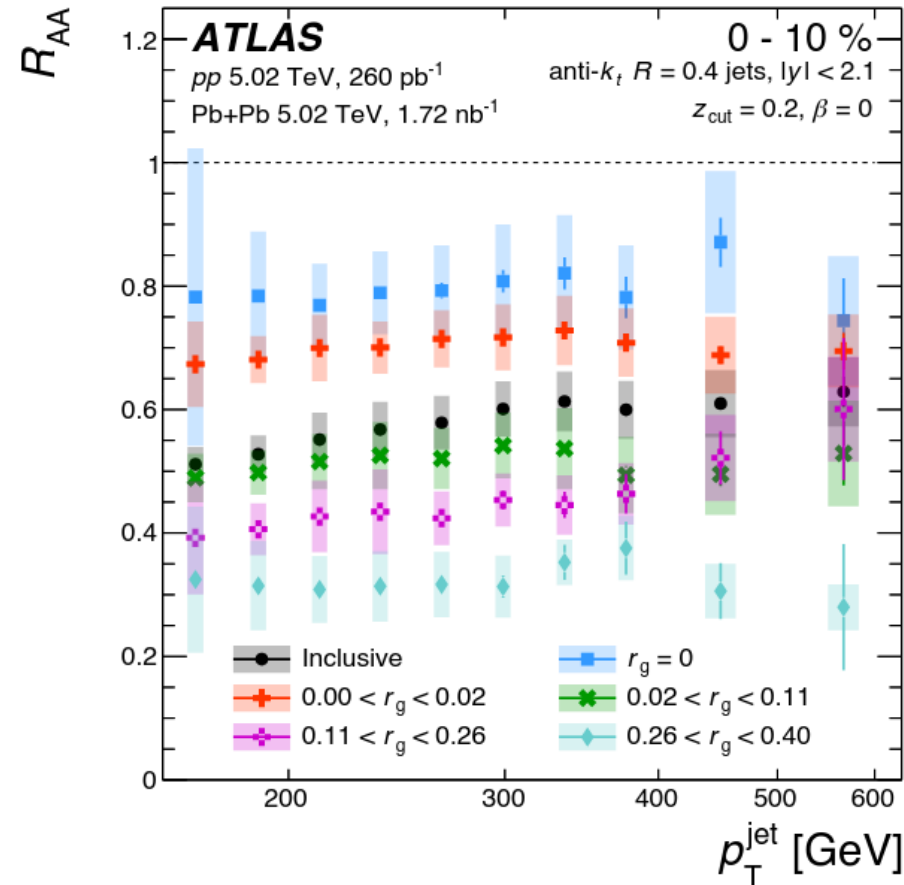 R_AA
ATLAS
0 - 10 %
pp 5.02 TeV, 260 pb⁻¹
anti-k_t R = 0.4 jets, |y| < 2.1
Pb+Pb 5.02 TeV, 1.72 nb⁻¹
z_cut = 0.2, β = 0
1.2
1
0.8
0.6
0.4
0.2
0
Inclusive
r_g = 0
0.00 < r_g < 0.02
0.02 < r_g < 0.11
0.11 < r_g < 0.26
0.26 < r_g < 0.40
200 300 400 500 600
p_T^jet [GeV]